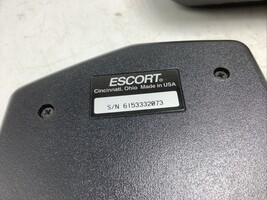 ESCORT®
Cincinnati, Ohio Made in USA
S/N 6153332073